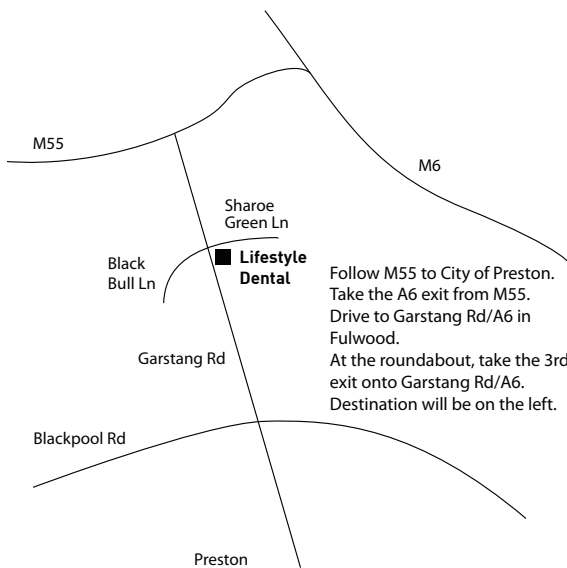 M55
M6
Sharoe
Green Ln
Lifestyle
Dental
Black
Bull Ln
Follow M55 to City of Preston.
Take the A6 exit from M55.
Drive to Garstang Rd/A6 in
Fulwood.
At the roundabout, take the 3rd
exit onto Garstang Rd/A6.
Destination will be on the left.
Garstang Rd
Blackpool Rd
Preston